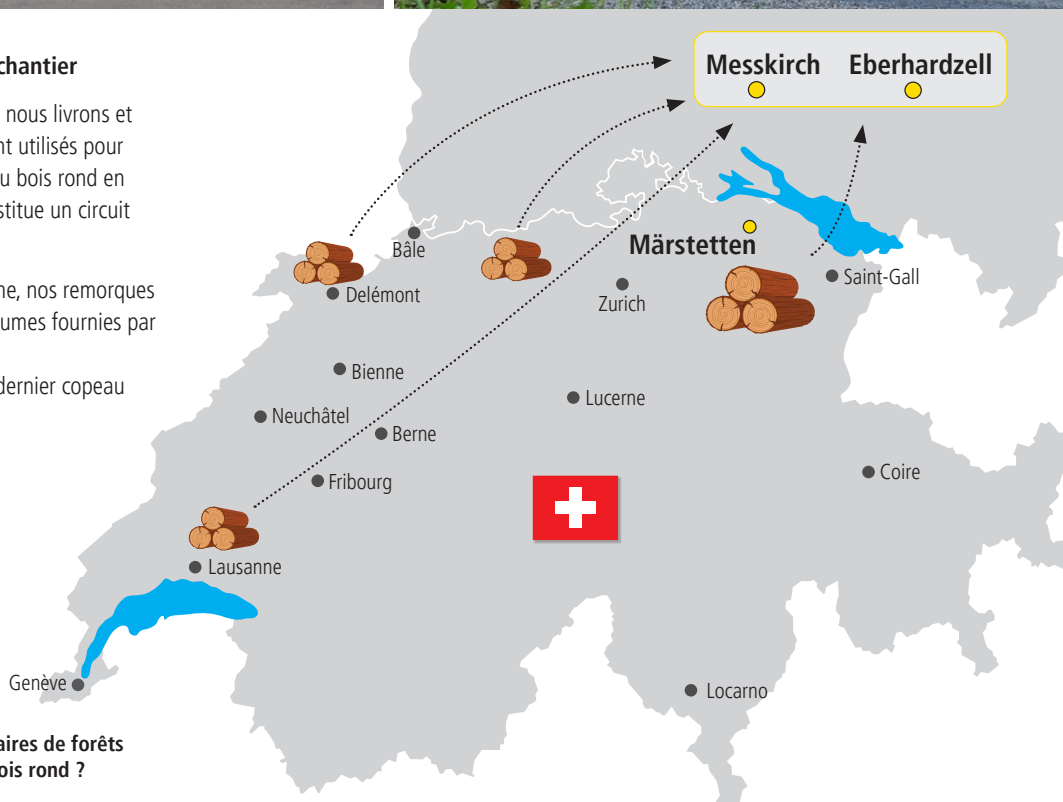 chantier
nous livrons et
nt utilisés pour
u bois rond en
stitue un circuit
ne, nos remorques
umes fournies par
dernier copeau
aires de forêts
ois rond ?
Messkirch
Eberhardzell
Märstetten
Bâle
Delémont
Zurich
Saint-Gall
Bienne
Lucerne
Neuchâtel
Berne
Fribourg
Coire
Lausanne
Genève
Locarno